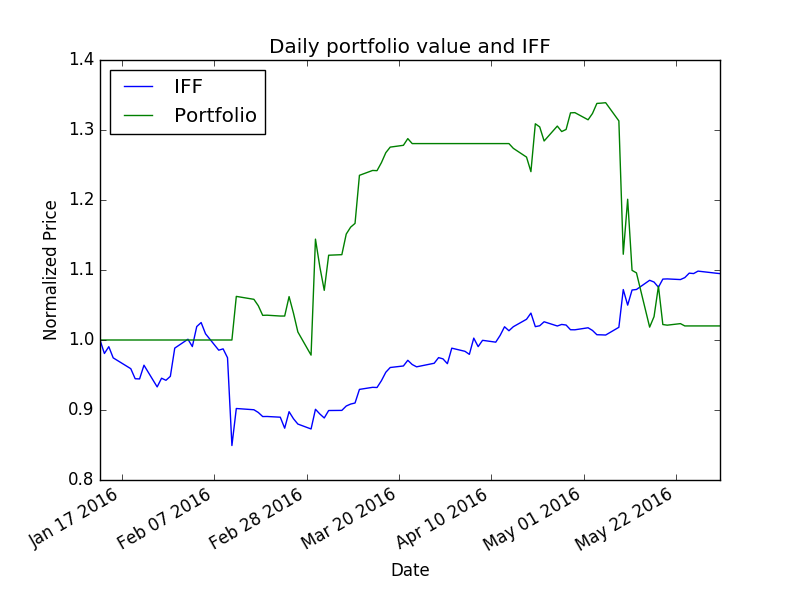 Daily portfolio value and IFF
IFF
Portfolio
Normalized Price
1.4
1.3
1.2
1.1
1.0
0.9
0.8
Jan 17 2016
Feb 07 2016
Feb 28 2016
Mar 20 2016
Apr 10 2016
May 01 2016
May 22 2016
Date